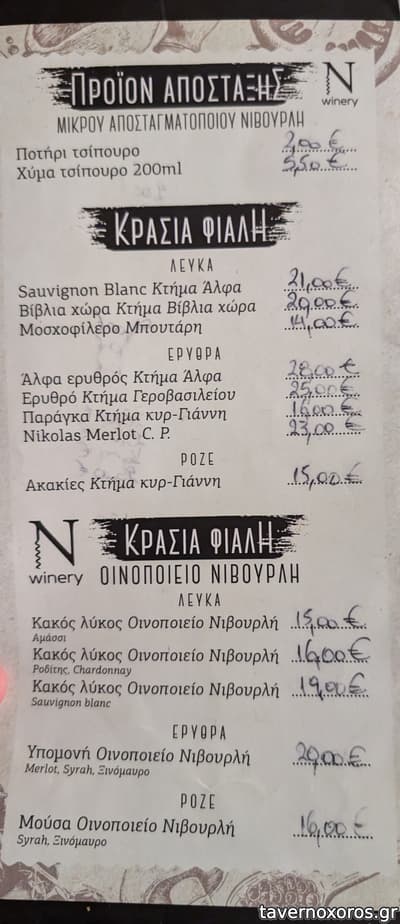 ΠΡΟΪΟΝ ΑΠΟΣΤΑΞΗΣ
N winery
ΜΙΚΡΟΥ ΑΠΟΣΤΑΓΜΑΤΟΠΟΙΟΥ ΝΙΒΟΥΡΛΗ
Ποτήρι τσίπουρο 2,00 €
Χύμα τσίπουρο 200ml 5,50 €
ΚΡΑΣΙΑ ΦΙΑΛΗ
ΛΕΥΚΑ
Sauvignon Blanc Κτήμα Άλφα 21,00 €
Βίβλια χώρα Κτήμα Βίβλια χώρα 20,00 €
Μοσχοφίλερο Μπουτάρη 14,00 €
ΕΡΥΘΡΑ
Άλφα ερυθρός Κτήμα Άλφα 28,00 €
Ερυθρό Κτήμα Γεροβασιλείου 25,00 €
Παράγκα Κτήμα κυρ-Γιάννη 16,00 €
Nikolas Merlot C. P. 23,00 €
ΡΟΖΕ
Ακακίες Κτήμα κυρ-Γιάννη 15,00 €
N winery
ΚΡΑΣΙΑ ΦΙΑΛΗ
ΟΙΝΟΠΟΙΕΙΟ ΝΙΒΟΥΡΛΗ
ΛΕΥΚΑ
Κακός λύκος Οινοποιείο Νιβουρλή 15,00 €
Αμάσσι
Κακός λύκος Οινοποιείο Νιβουρλή 16,00 €
Ροδίτης, Chardonnay
Κακός λύκος Οινοποιείο Νιβουρλή 19,00 €
Sauvignon blanc
ΕΡΥΘΡΑ
Υπομονή Οινοποιείο Νιβουρλή 20,00 €
Merlot, Syrah, Ξινόμαυρο
ΡΟΖΕ
Μούσα Οινοποιείο Νιβουρλή 16,00 €
Syrah, Ξινόμαυρο
tavernoxoros.gr